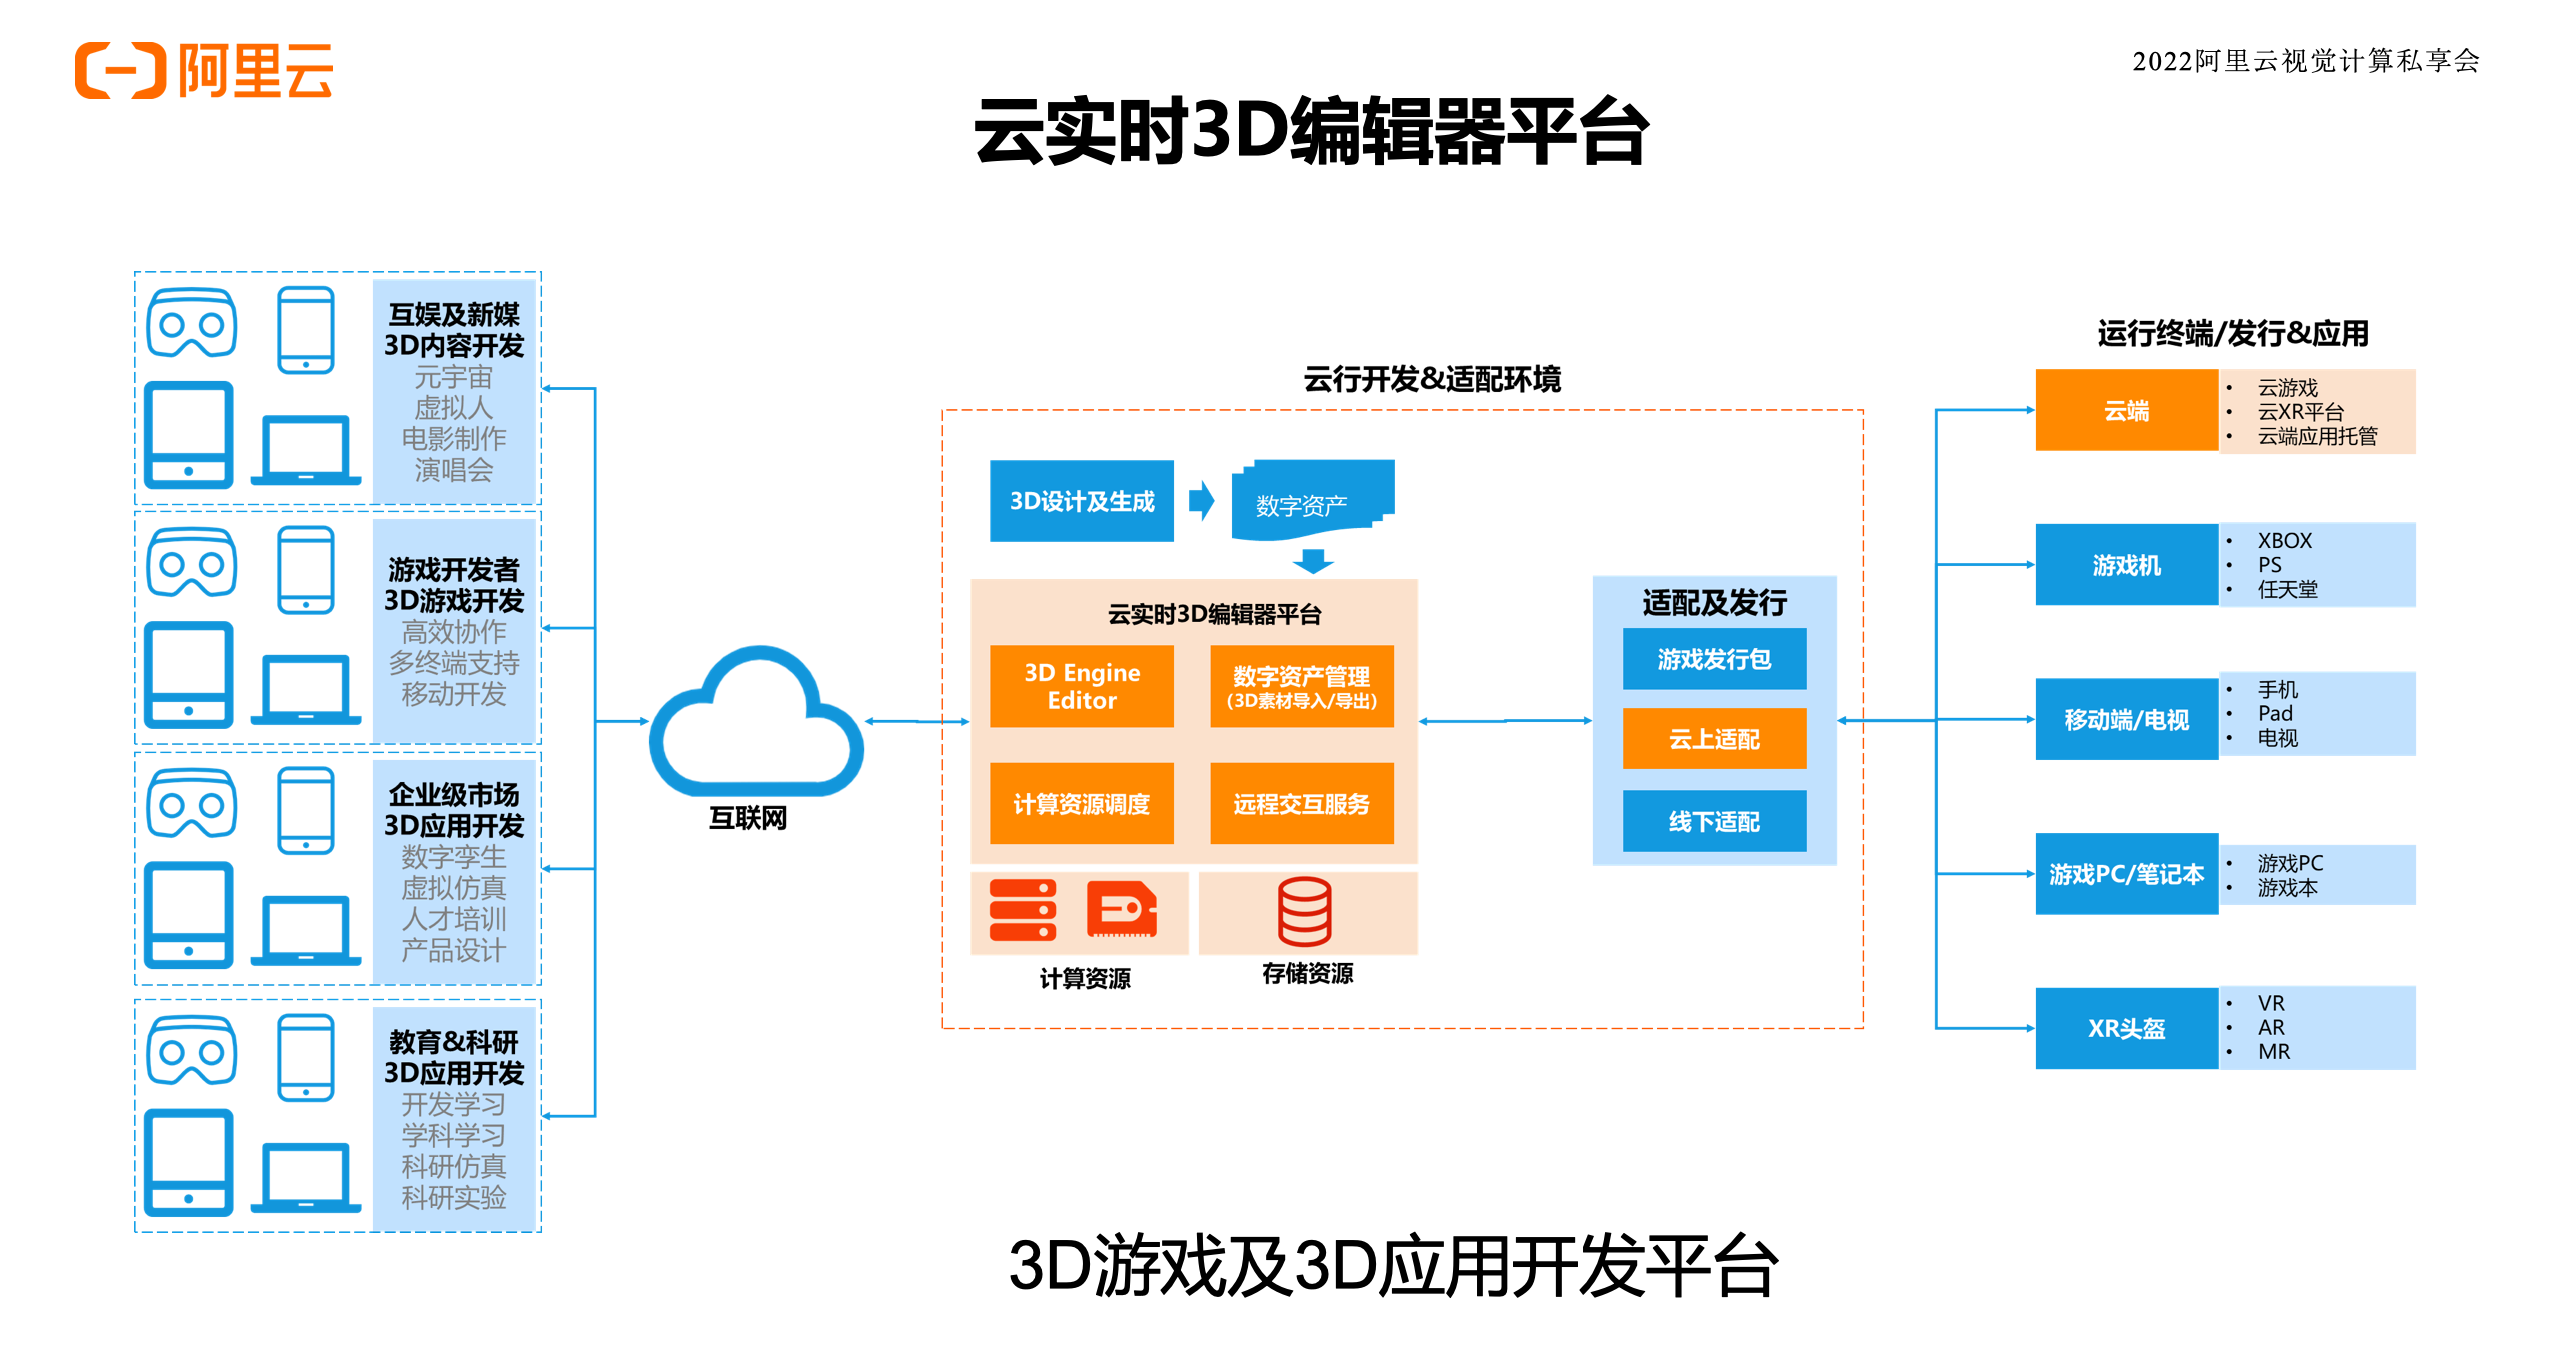 阿里云
2022阿里云视觉计算私享会
云实时3D编辑器平台
互娱及新媒
3D内容开发
元宇宙
虚拟人
电影制作
演唱会
游戏开发者
3D游戏开发
高效协作
多终端支持
移动开发
企业级市场
3D应用开发
数字孪生
虚拟仿真
人才培训
产品设计
教育&科研
3D应用开发
开发学习
学科学习
科研仿真
科研实验
互联网
云行开发&适配环境
3D设计及生成
数字资产
云实时3D编辑器平台
3D Engine
Editor
数字资产管理
(3D素材导入/导出)
计算资源调度
远程交互服务
计算资源
存储资源
适配及发行
游戏发行包
云上适配
线下适配
运行终端/发行&应用
云端
• 云游戏
• 云XR平台
• 云端应用托管
游戏机
• XBOX
• PS
• 任天堂
移动端/电视
• 手机
• Pad
• 电视
游戏PC/笔记本
• 游戏PC
• 游戏本
XR头盔
• VR
• AR
• MR
3D游戏及3D应用开发平台